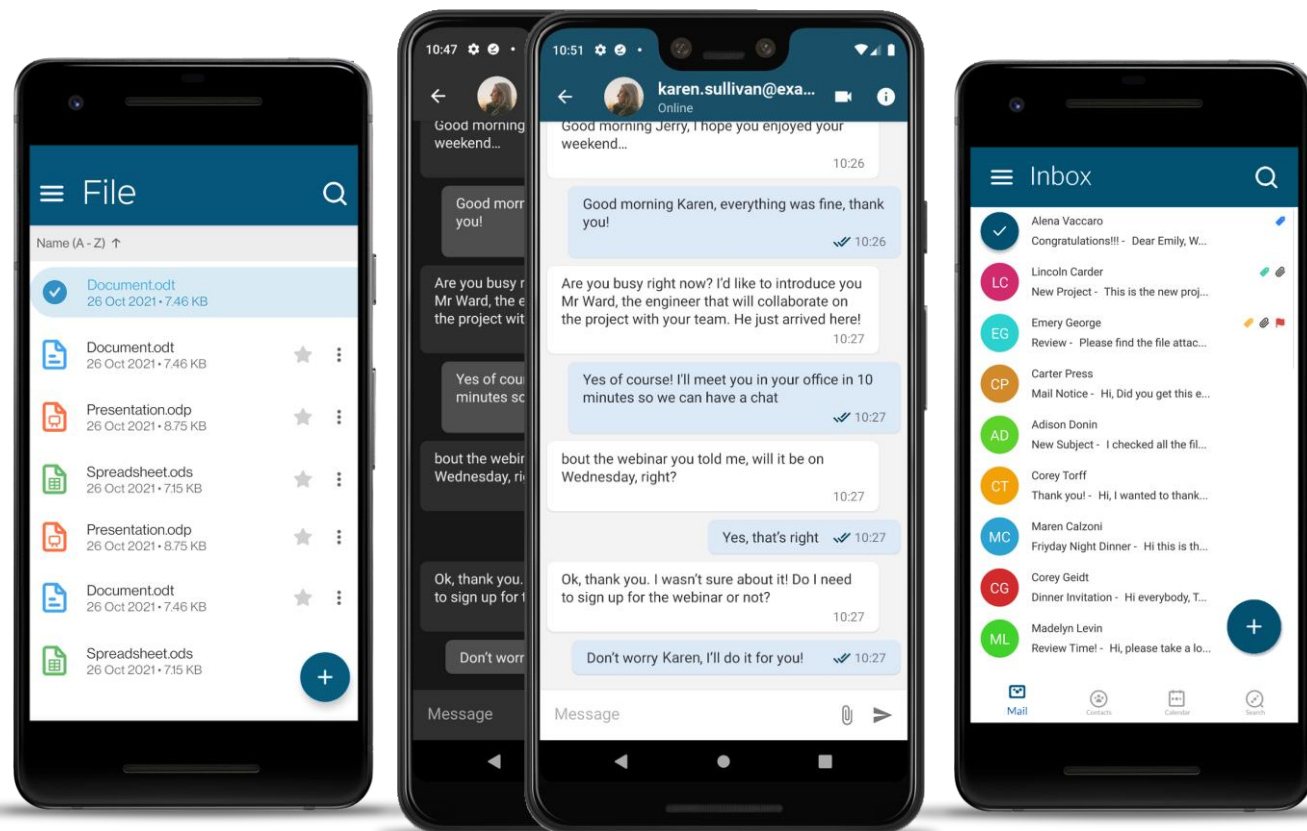 File
Name (A - Z) ↑
Document.odt
26 Oct 2021 • 7.46 KB
Document.odt
26 Oct 2021 • 7.46 KB
Presentation.odp
26 Oct 2021 • 8.75 KB
Spreadsheet.ods
26 Oct 2021 • 7.15 KB
Presentation.odp
26 Oct 2021 • 8.75 KB
Document.odt
26 Oct 2021 • 7.46 KB
Spreadsheet.ods
26 Oct 2021 • 7.15 KB
10:47
Good morning
weekend...
Good morn
you!
Are you busy r
Mr Ward, the e
the project wit
Yes of cou
minutes so
bout the webin
Wednesday, ri
Ok, thank you.
to sign up for t
Don't worr
Message
10:51
karen.sullivan@exa...
Online
Good morning Jerry, I hope you enjoyed your
weekend...
10:26
Good morning Karen, everything was fine, thank
you!
10:26
Are you busy right now? I'd like to introduce you
Mr Ward, the engineer that will collaborate on
the project with your team. He just arrived here!
10:27
Yes of course! I'll meet you in your office in 10
minutes so we can have a chat
10:27
bout the webinar you told me, will it be on
Wednesday, right?
10:27
Yes, that's right 10:27
Ok, thank you. I wasn't sure about it! Do I need
to sign up for the webinar or not?
10:27
Don't worry Karen, I'll do it for you! 10:27
Message
Inbox
Alena Vaccaro
Congratulations!!! - Dear Emily, W...
LC
Lincoln Carder
New Project - This is the new proj...
EG
Emery George
Review - Please find the file attac...
CP
Carter Press
Mail Notice - Hi, Did you get this e...
AD
Adison Donin
New Subject - I checked all the fil...
CT
Corey Torff
Thank you! - Hi, I wanted to thank...
MC
Maren Calzoni
Friyday Night Dinner - Hi this is th...
CG
Corey Geidt
Dinner Invitation - Hi everybody, T...
ML
Madelyn Levin
Review Time! - Hi, please take a lo...
Mail
Contacts
Calendar
Search